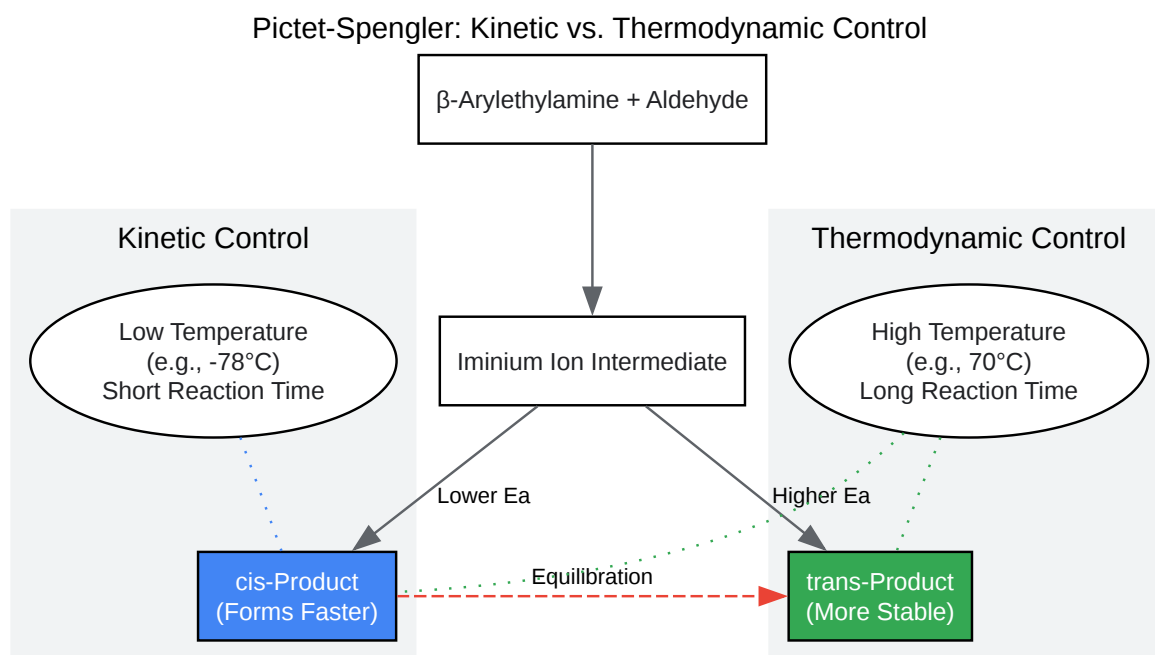 Pictet-Spengler: Kinetic vs. Thermodynamic Control
β-Arylethylamine + Aldehyde
Kinetic Control
Thermodynamic Control
Low Temperature
(e.g., -78°C)
Short Reaction Time
Iminium Ion Intermediate
High Temperature
(e.g., 70°C)
Long Reaction Time
Lower Ea
Higher Ea
cis-Product
(Forms Faster)
Equilibration
trans-Product
(More Stable)